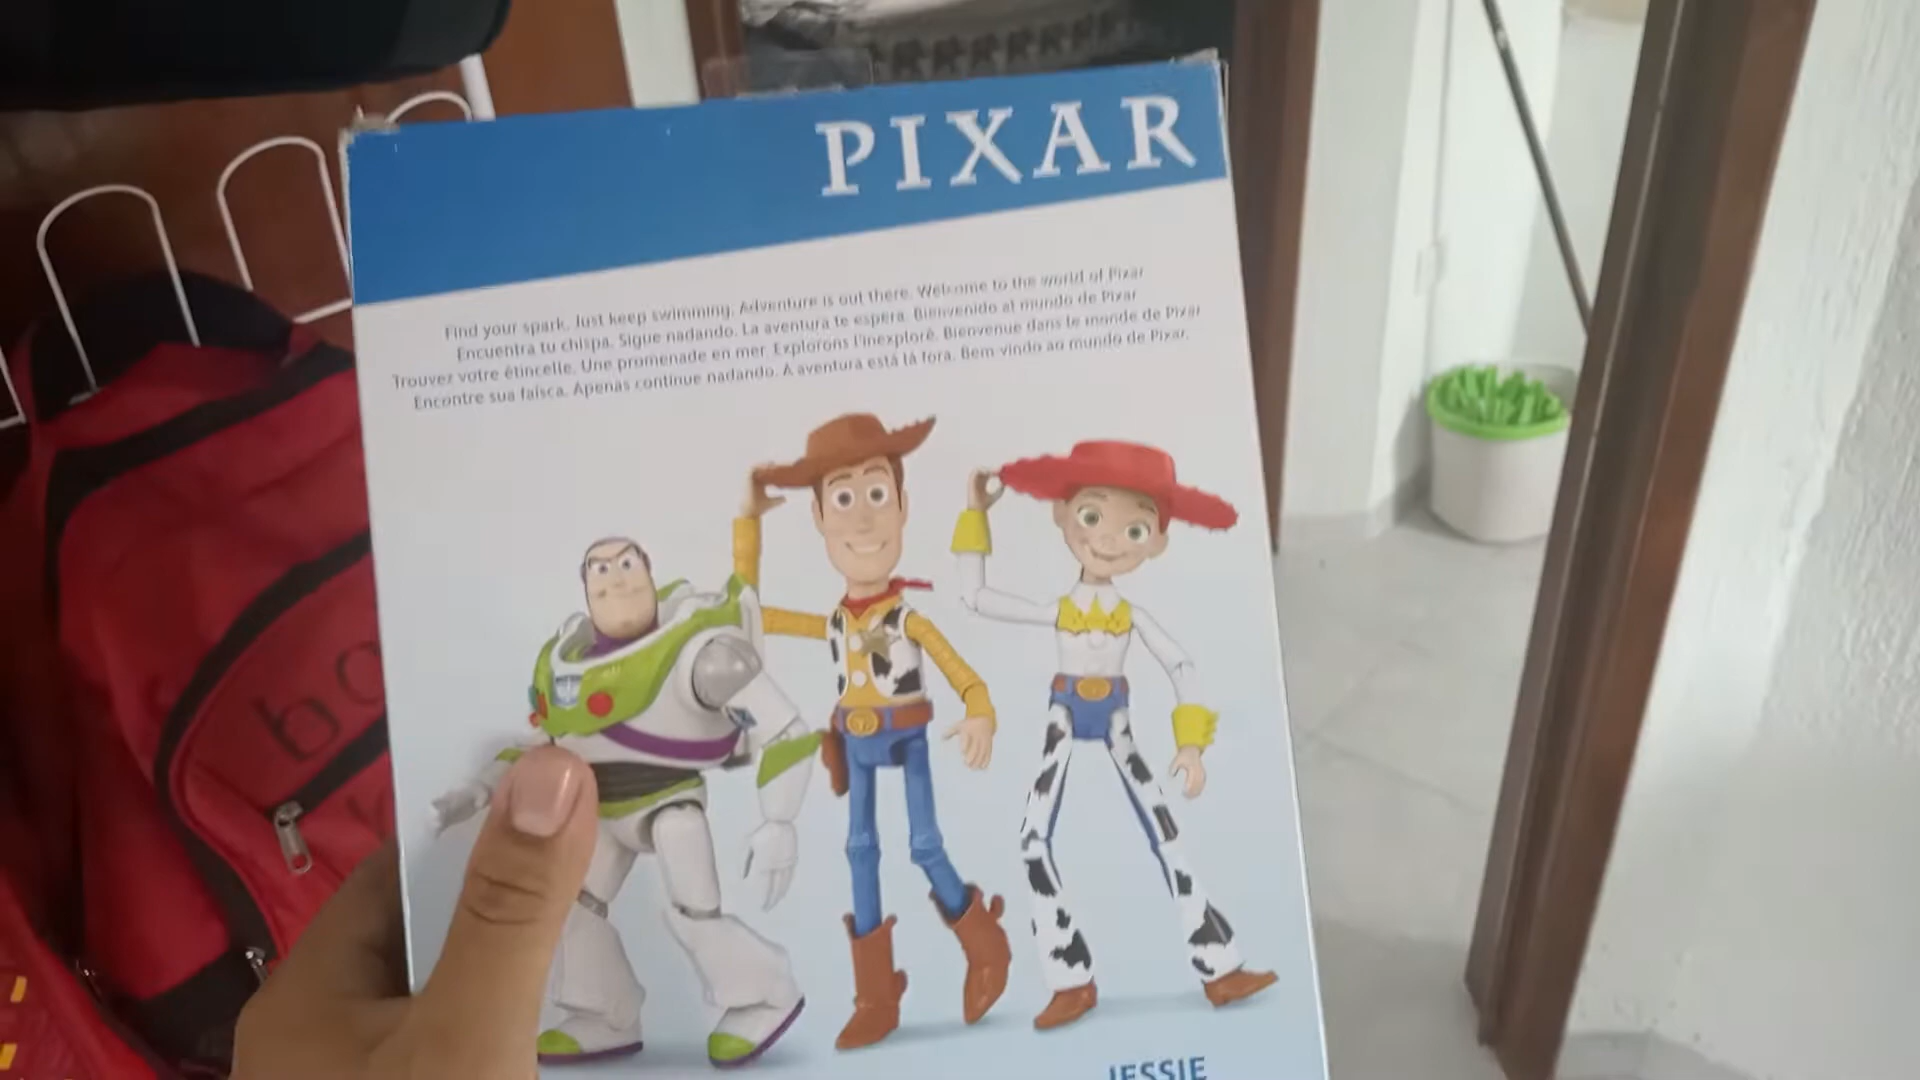 PIXAR
Find your spark. Just keep swimming. Adventure is out there. Welcome to the world of Pixar
Encuentra tu chispa. Sigue nadando. La aventura te espera. Bienvenido al mundo de Pixar
Trouvez votre étincelle. Une promenade en mer. Explorons l'inexploré. Bienvenue dans le monde de Pixar
Encontre sua faísca. Apenas continue nadando. A aventura está lá fora. Bem-vindo ao mundo de Pixar.
JESSIE